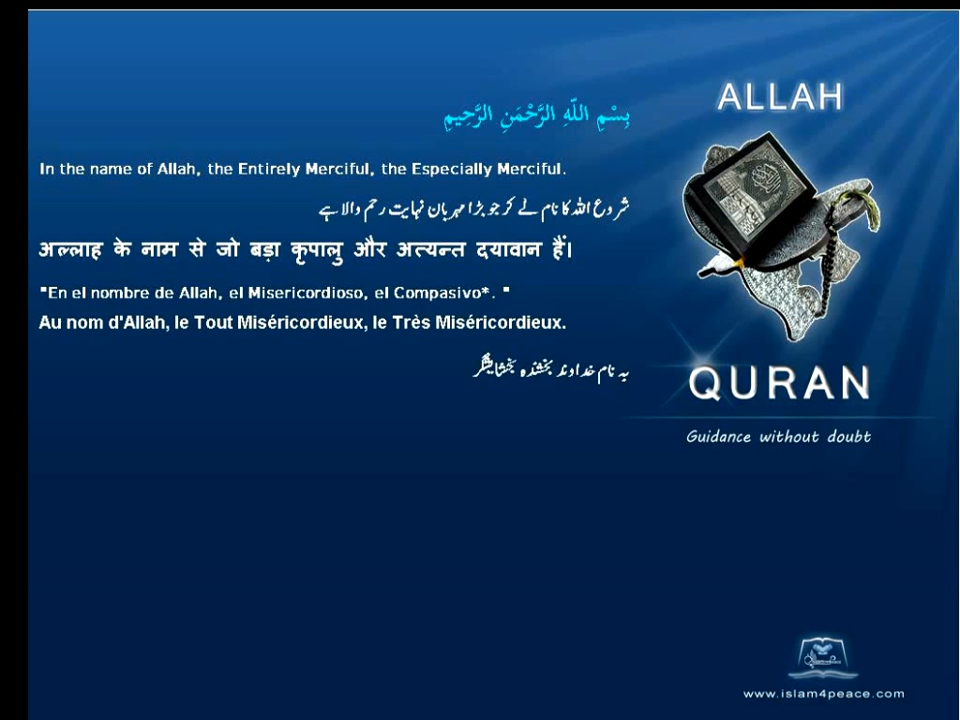 بِسْمِ اللّهِ الرَّحْمَنِ الرَّحِيمِ
In the name of Allah, the Entirely Merciful, the Especially Merciful.
شروع الله کا نام لے کر جو بڑا مہربان نہایت رحم والا ہے
अल्लाह के नाम से जो बड़ा कृपालु और अत्यन्त दयावान हैं।
"En el nombre de Allah, el Misericordioso, el Compasivo*. "
Au nom d'Allah, le Tout Miséricordieux, le Très Miséricordieux.
به نام خداوند بخشنده بخشایشگر
ALLAH
QURAN
Guidance without doubt
www.islam4peace.com